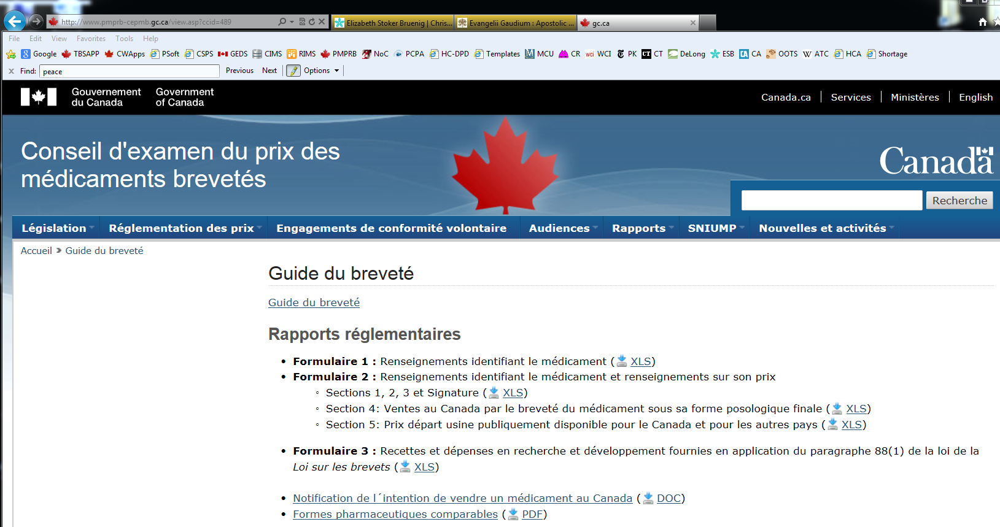 http://www.pmprb-cepmb.gc.ca/view.asp?ccid=489
Elizabeth Stoker Bruenig | Chris...
Evangelii Gaudium : Apostolic ...
gc.ca
File Edit View Favorites Tools Help
Google TBSAPP CWApps PSoft CSPS GEDS CIMS RIMS PMPRB NoC PCPA HC-DPD Templates MCU CR wci WCI PK CT CT DeLong ESB CA CA OOTS W ATC HCA Shortage
Find: peace Previous Next Options
Gouvernement du Canada
Government of Canada
Canada.ca Services Ministères English
Conseil d'examen du prix des
médicaments brevetés
Canada
Recherche
Législation Réglementation des prix Engagements de conformité volontaire Audiences Rapports SNIUMP Nouvelles et activités
Accueil Guide du breveté
Guide du breveté
Guide du breveté
Rapports réglementaires
• Formulaire 1 : Renseignements identifiant le médicament (XLS)
• Formulaire 2 : Renseignements identifiant le médicament et renseignements sur son prix
◦ Sections 1, 2, 3 et Signature (XLS)
◦ Section 4: Ventes au Canada par le breveté du médicament sous sa forme posologique finale (XLS)
◦ Section 5: Prix départ usine publiquement disponible pour le Canada et pour les autres pays (XLS)
• Formulaire 3 : Recettes et dépenses en recherche et développement fournies en application du paragraphe 88(1) de la loi de la
Loi sur les brevets (XLS)
• Notification de l´intention de vendre un médicament au Canada (DOC)
• Formes pharmaceutiques comparables (PDF)